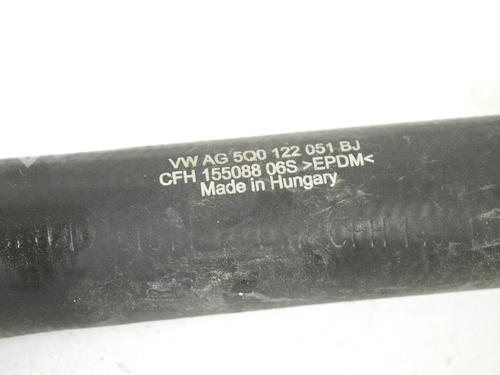 VW AG 5Q0 122 051 BJ
CFH 155088 06S >EPDM<
Made in Hungary